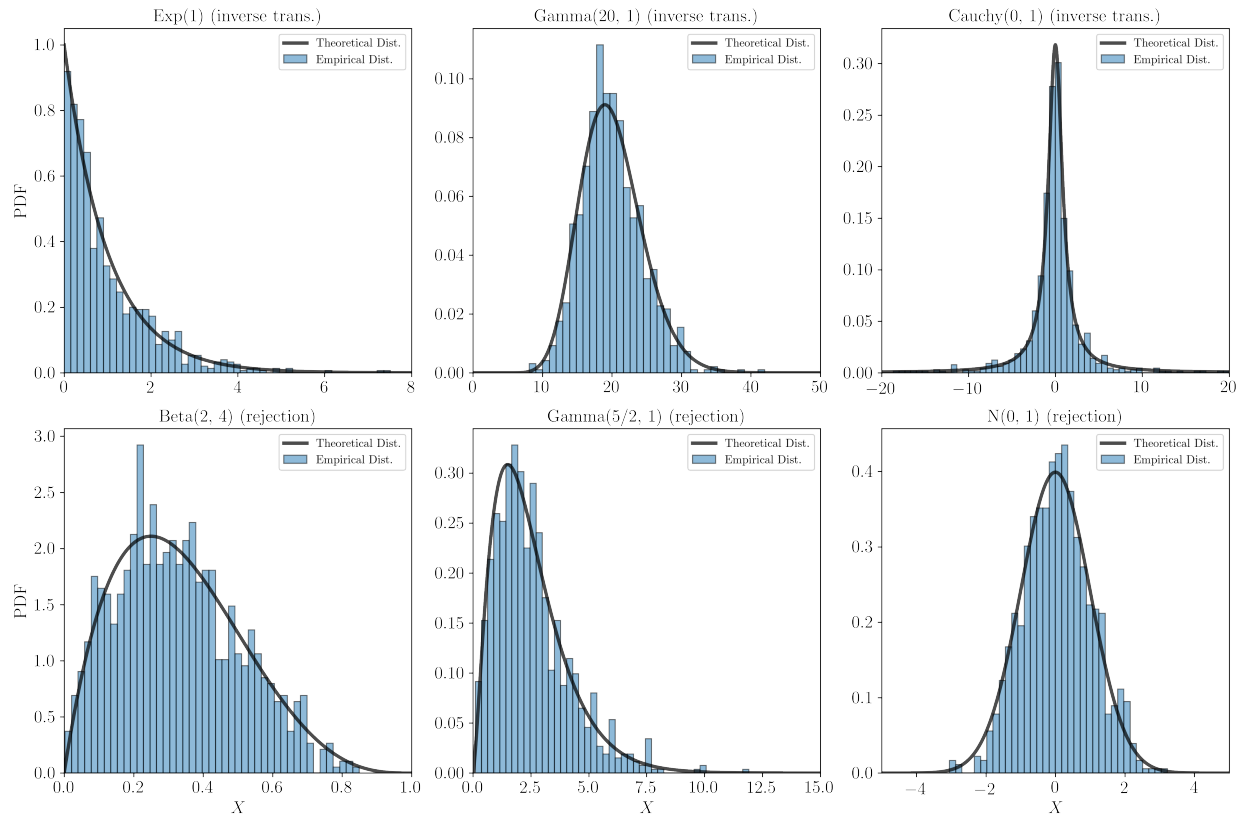 Exp(1) (inverse trans.)
Theoretical Dist.
Empirical Dist.
PDF
1.0
0.8
0.6
0.4
0.2
0.0
0 2 4 6 8
Gamma(20, 1) (inverse trans.)
Theoretical Dist.
Empirical Dist.
0.10
0.08
0.06
0.04
0.02
0.00
0 10 20 30 40 50
Cauchy(0, 1) (inverse trans.)
Theoretical Dist.
Empirical Dist.
0.30
0.25
0.20
0.15
0.10
0.05
0.00
−20 −10 0 10 20
Beta(2, 4) (rejection)
Theoretical Dist.
Empirical Dist.
PDF
3.0
2.5
2.0
1.5
1.0
0.5
0.0
0.0 0.2 0.4 0.6 0.8 1.0
X
Gamma(5/2, 1) (rejection)
Theoretical Dist.
Empirical Dist.
0.30
0.25
0.20
0.15
0.10
0.05
0.00
0.0 2.5 5.0 7.5 10.0 12.5 15.0
X
N(0, 1) (rejection)
Theoretical Dist.
Empirical Dist.
0.4
0.3
0.2
0.1
0.0
−4 −2 0 2 4
X